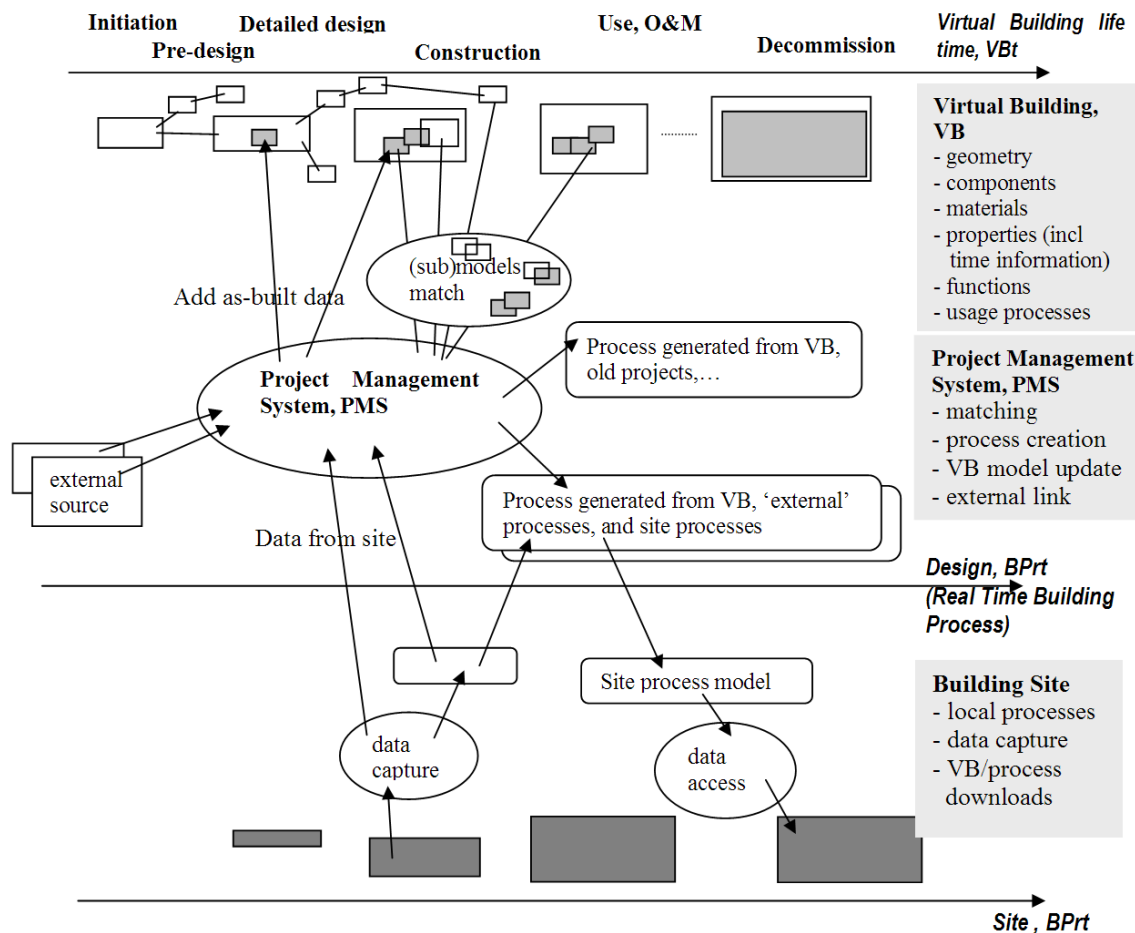 Initiation
Detailed design
Use, O&M
Virtual Building life
time, VBt
Pre-design
Construction
Decommission
Virtual Building,
VB
- geometry
- components
- materials
- properties (incl
time information)
- functions
- usage processes
(sub)models
match
Add as-built data
Process generated from VB,
old projects,…
Project Management
System, PMS
Project Management
System, PMS
- matching
- process creation
- VB model update
- external link
external
source
Process generated from VB, ‘external’
processes, and site processes
Data from site
Design, BPrt
(Real Time Building
Process)
Site process model
Building Site
- local processes
- data capture
- VB/process
downloads
data
capture
data
access
Site , BPrt